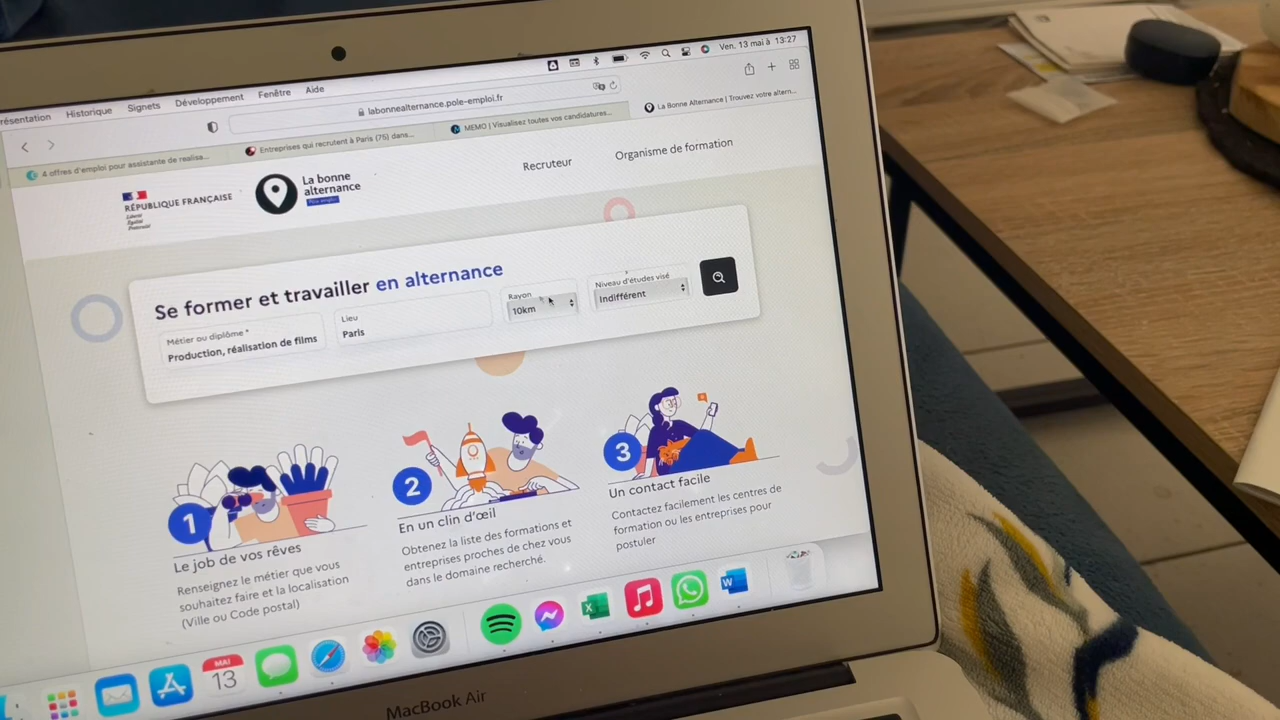 résentation Historique Signets Développement Fenêtre Aide Ven. 13 mai à 13:27
labonnealternance.pole-emploi.fr
4 offres d'emploi pour assistante de realisa... Entreprises qui recrutent à Paris (75) dans... MEMO | Visualisez toutes vos candidatures... La Bonne Alternance | Trouvez votre altern...
RÉPUBLIQUE FRANÇAISE
Liberté
Égalité
Fraternité
La bonne
alternance
Recruteur Organisme de formation
Se former et travailler en alternance
Métier ou diplôme *
Production, réalisation de films
Lieu
Paris
Rayon
10km
Niveau d'études visé
Indifférent
1
Le job de vos rêves
Renseignez le métier que vous
souhaitez faire et la localisation
(Ville ou Code postal)
2
En un clin d'œil
Obtenez la liste des formations et
entreprises proches de chez vous
dans le domaine recherché.
3
Un contact facile
Contactez facilement les centres de
formation ou les entreprises pour
postuler
MAI
13
X
W
MacBook Air